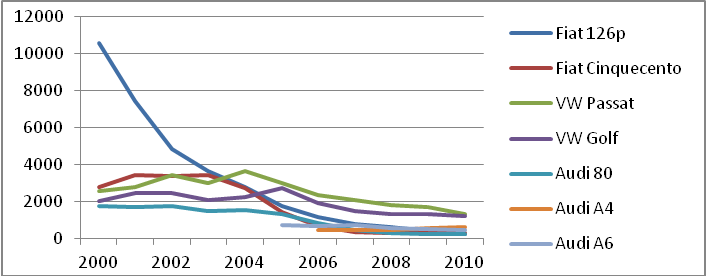 12000
10000
8000
6000
4000
2000
0
2000 2002 2004 2006 2008 2010
Fiat 126p
Fiat Cinquecento
VW Passat
VW Golf
Audi 80
Audi A4
Audi A6